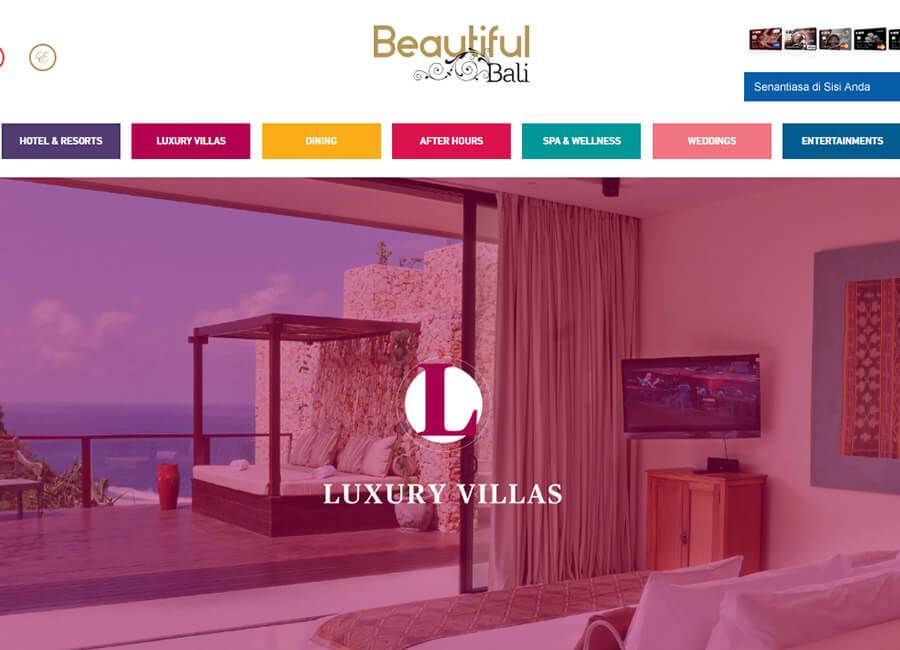 Beautiful
Bali
Senantiasa di Sisi Anda
HOTEL & RESORTS
LUXURY VILLAS
DINING
AFTER HOURS
SPA & WELLNESS
WEDDINGS
ENTERTAINMENTS
L
LUXURY VILLAS